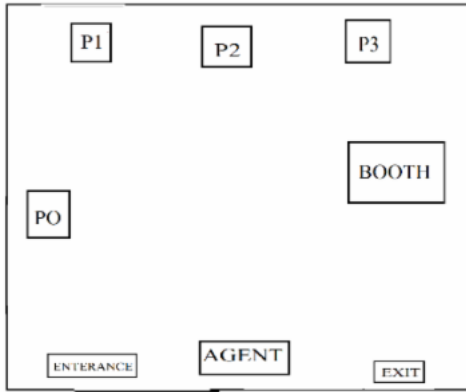 P1
P2
P3
BOOTH
PO
AGENT
ENTERANCE
EXIT